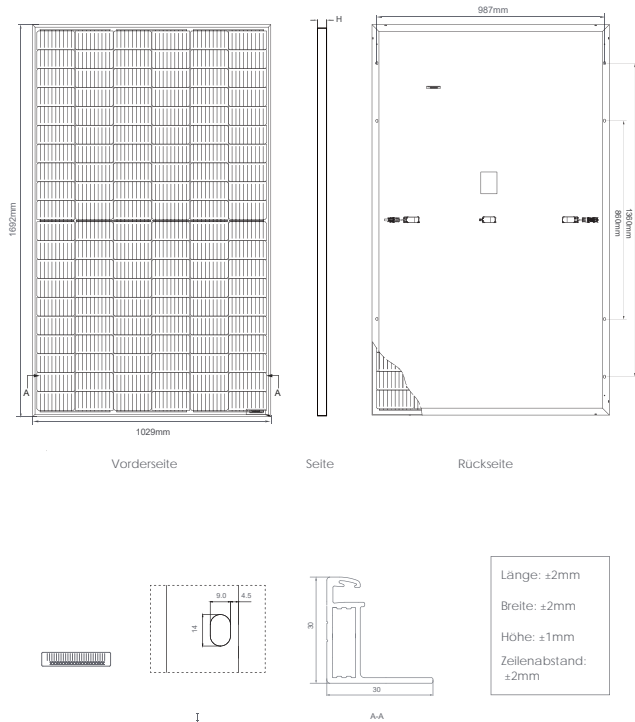 987mm
H
1692mm
1360mm
860mm
A
A
1029mm
Vorderseite
Seite
Rückseite
9.0
4.5
14
30
30
I
A-A
Länge: ±2mm
Breite: ±2mm
Höhe: ±1mm
Zeilenabstand:
±2mm